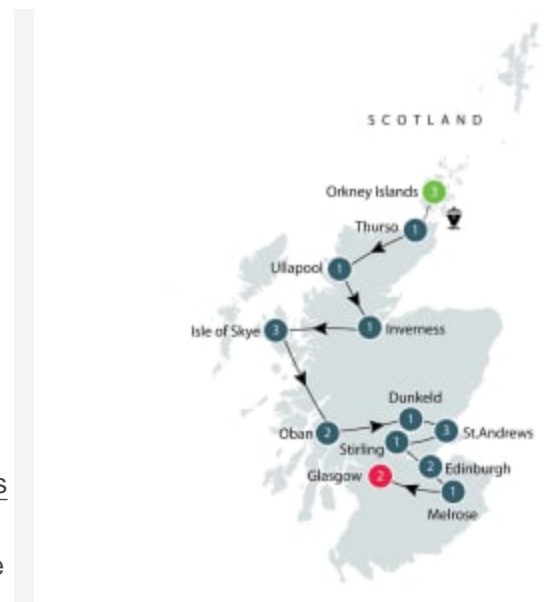 SCOTLAND
Orkney Islands 3
Thurso 1
Ullapool 1
Isle of Skye 3
1 Inverness
Dunkeld
1
Oban 2
3 St.Andrews
Stirling 1
s
2 Edinburgh
Glasgow 2
1
Melrose
e